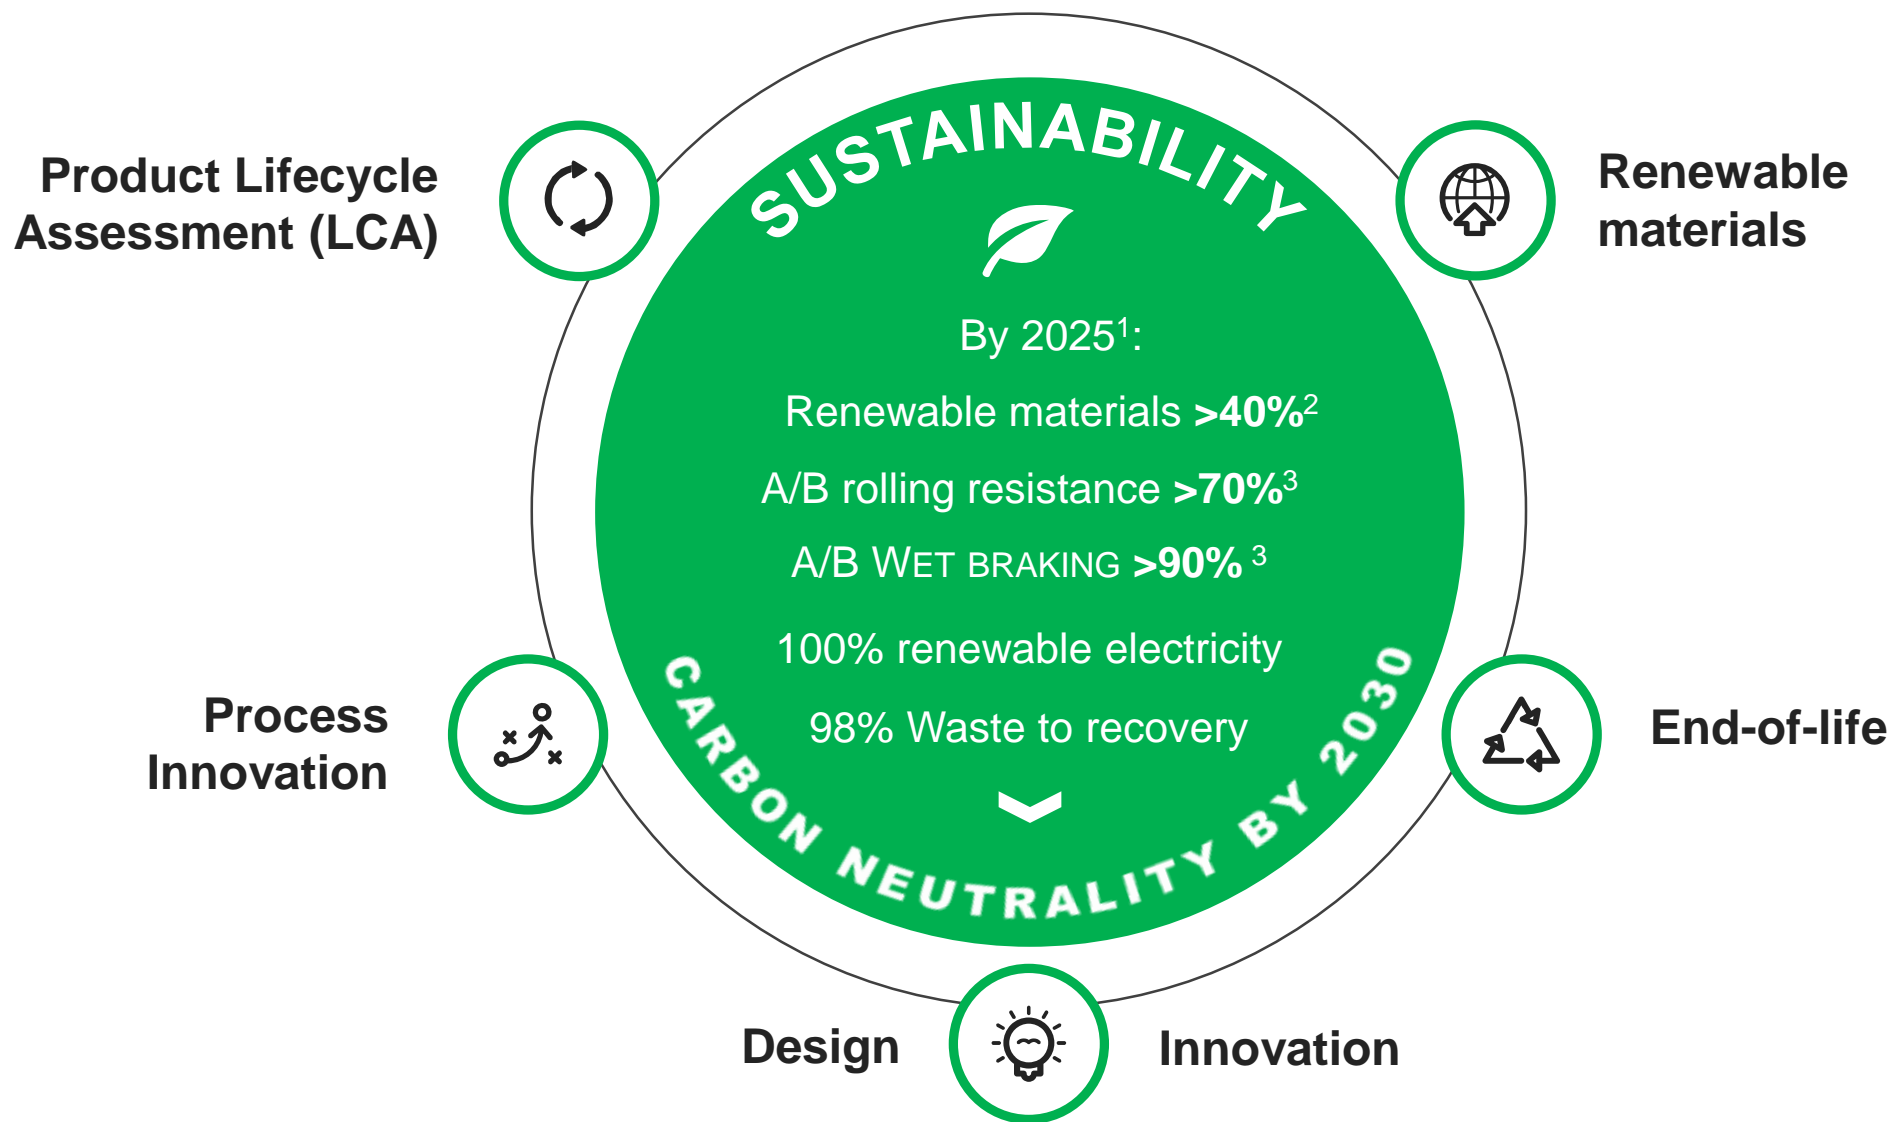 SUSTAINABILITY
Product Lifecycle
Assessment (LCA)
Renewable
materials
By 2025¹:
Renewable materials >40%²
A/B rolling resistance >70%³
A/B WET BRAKING >90% ³
100% renewable electricity
98% Waste to recovery
CARBON NEUTRALITY BY 2030
Process
Innovation
End-of-life
Design
Innovation